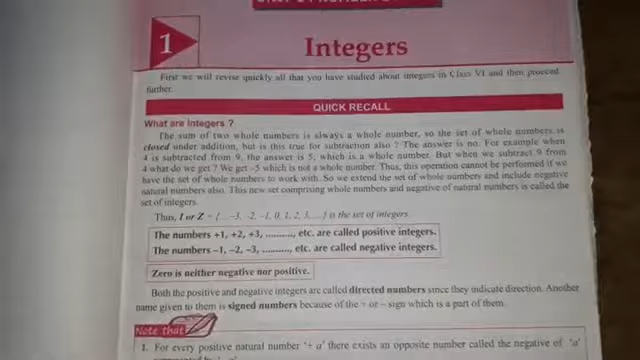 1
Integers
First we will revise quickly all that you have studied about integers in Class VI and then proceed
further.
QUICK RECALL
What are Integers ?
The sum of two whole numbers is always a whole number, so the set of whole numbers is
closed under addition, but is this true for subtraction also ? The answer is no. For example when
4 is subtracted from 9, the answer is 5, which is a whole number. But when we subtract 9 from
4 what do we get ? We get –5 which is not a whole number. Thus, this operation cannot be performed if we
have the set of whole numbers to work with. So we extend the set of whole numbers and include negative
natural numbers also. This new set comprising whole numbers and negative of natural numbers is called the
set of integers.
Thus, I or Z = {... –3, –2, –1, 0, 1, 2, 3, ...} is the set of integers.
The numbers +1, +2, +3, .........., etc. are called positive integers.
The numbers –1, –2, –3, .........., etc. are called negative integers.
Zero is neither negative nor positive.
Both the positive and negative integers are called directed numbers since they indicate direction. Another
name given to them is signed numbers because of the + or – sign which is a part of them.
Note that
1. For every positive natural number '+ a' there exists an opposite number called the negative of 'a'